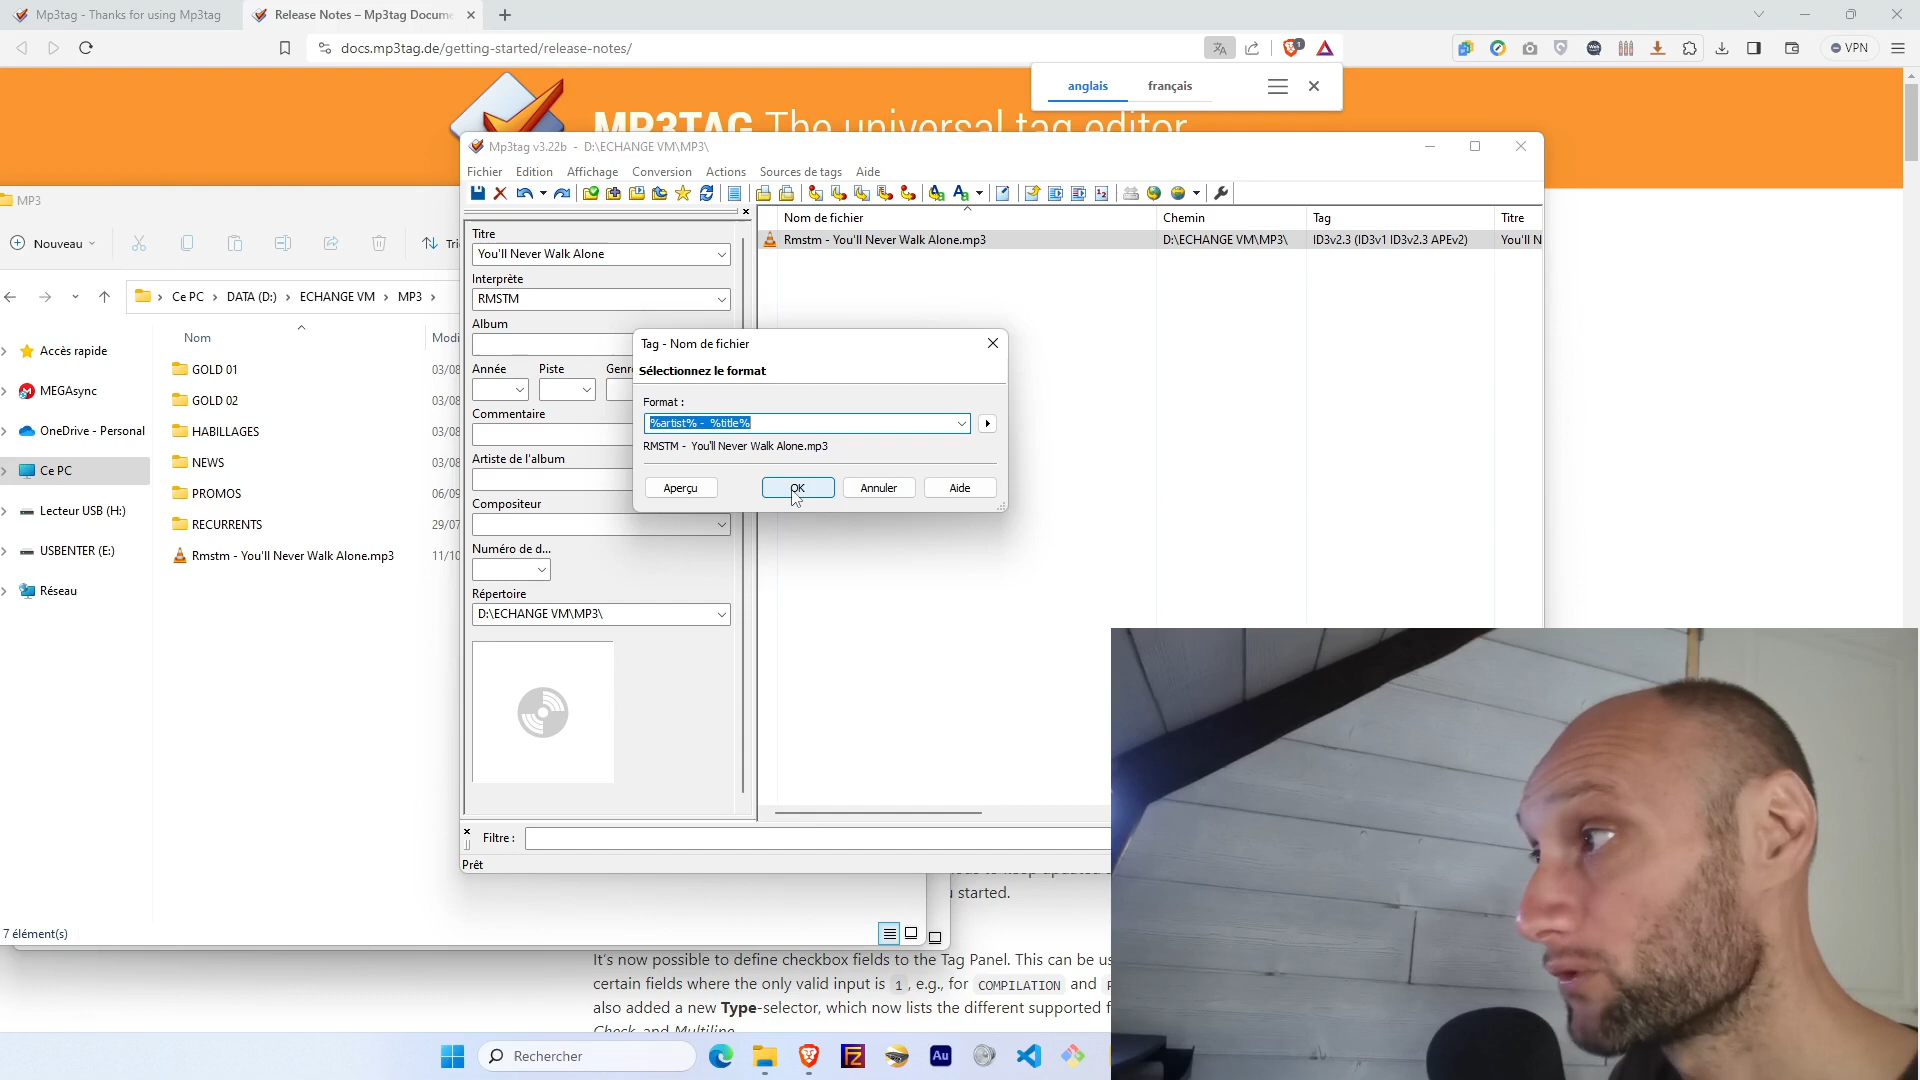 Mp3tag - Thanks for using Mp3tag
Release Notes – Mp3tag Docume
docs.mp3tag.de/getting-started/release-notes/
1
VPN
anglais
français
MP3TAG The universal tag editor
Mp3tag v3.22b - D:\ECHANGE VM\MP3\
Fichier Edition Affichage Conversion Actions Sources de tags Aide
MP3
Nouveau
Tri
Ce PC
DATA (D:)
ECHANGE VM
MP3
Nom
Modi
Accès rapide
MEGAsync
OneDrive - Personal
Ce PC
Lecteur USB (H:)
USBENTER (E:)
Réseau
GOLD 01 03/08
GOLD 02 03/08
HABILLAGES 03/08
NEWS 03/08
PROMOS 06/09
RECURRENTS 29/07
Rmstm - You'll Never Walk Alone.mp3 11/10
7 élément(s)
Titre
You'll Never Walk Alone
Interprète
RMSTM
Album
Année Piste Genre
Commentaire
Artiste de l'album
Compositeur
Numéro de d...
Répertoire
D:\ECHANGE VM\MP3\
Nom de fichier Chemin Tag Titre
Rmstm - You'll Never Walk Alone.mp3 D:\ECHANGE VM\MP3\ ID3v2.3 (ID3v1 ID3v2.3 APEv2) You'll N
Tag - Nom de fichier
Sélectionnez le format
Format :
%artist% - %title%
RMSTM - You'll Never Walk Alone.mp3
Aperçu OK Annuler Aide
Filtre :
Prêt
started.
It's now possible to define checkbox fields to the Tag Panel. This can be us
certain fields where the only valid input is 1 , e.g., for COMPILATION and
also added a new Type-selector, which now lists the different supported f
Check, and Multiline.
Rechercher
Au